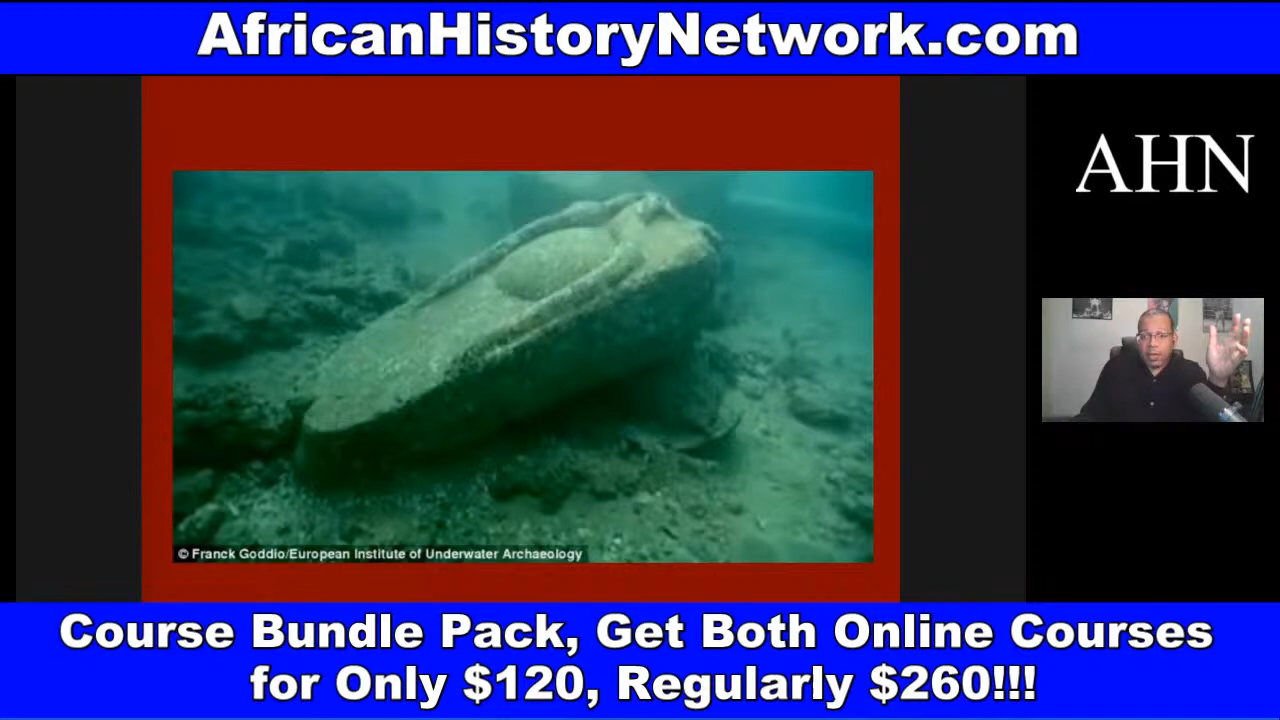 AfricanHistoryNetwork.com
AHN
© Franck Goddio/European Institute of Underwater Archaeology
Course Bundle Pack, Get Both Online Courses
for Only $120, Regularly $260!!!